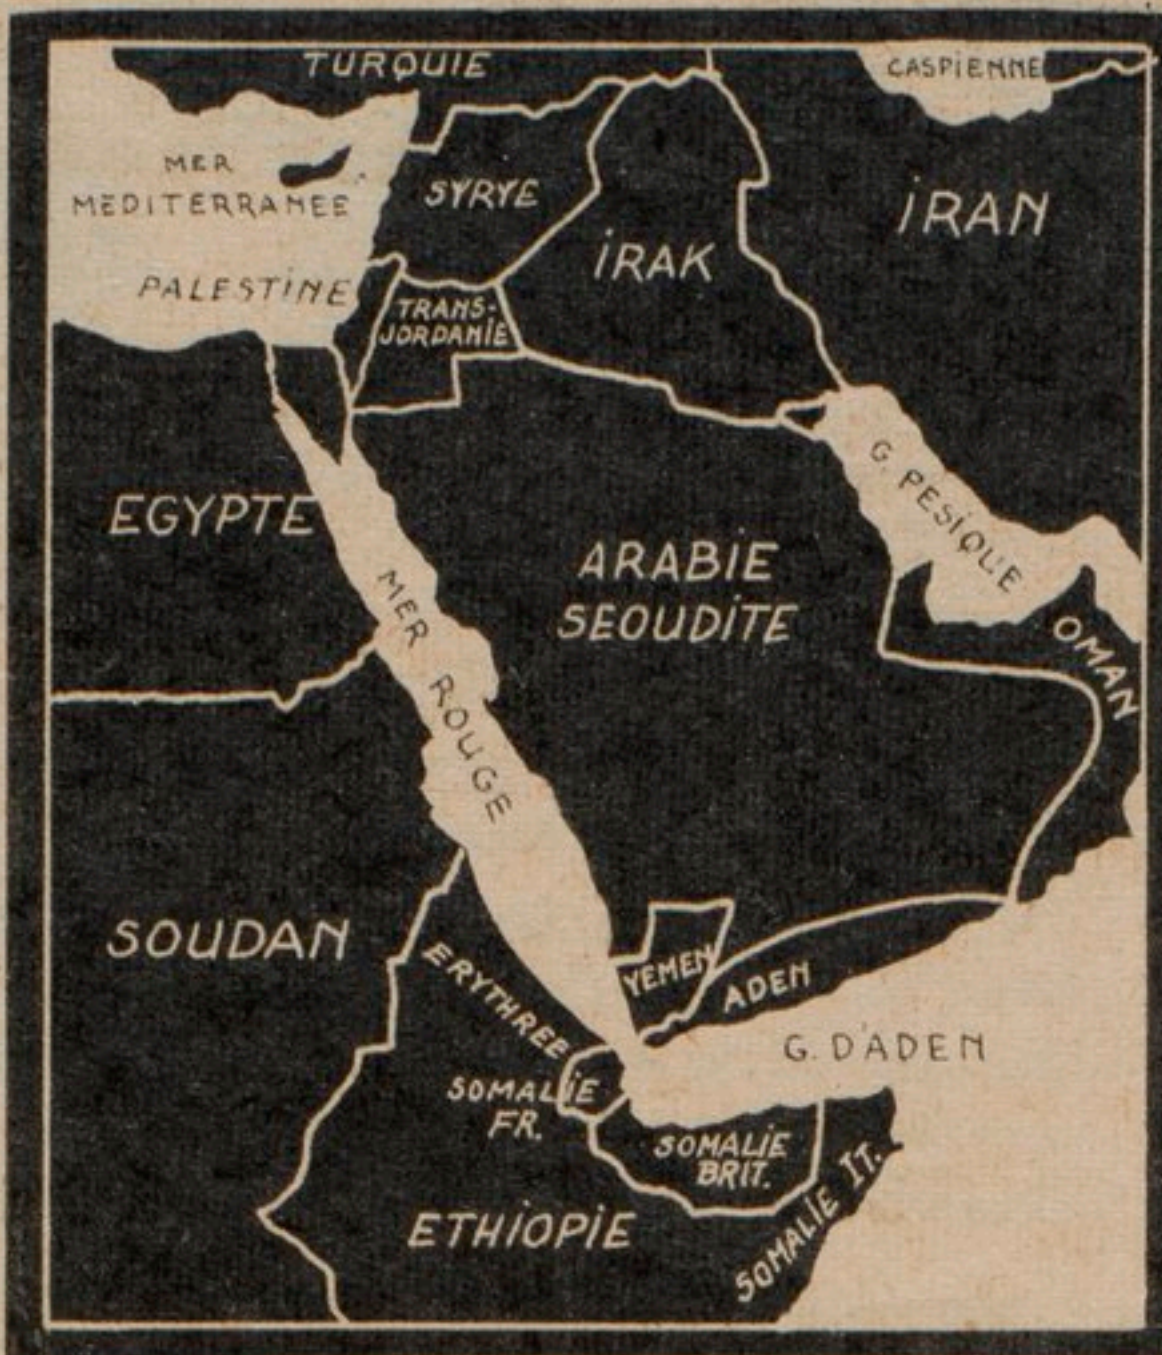 TURQUIE
CASPIENNE
MER
MEDITERRANEE
SYRYE
IRAN
IRAK
PALESTINE
TRANS-
JORDANIE
G. PESIQUE
EGYPTE
ARABIE
SEOUDITE
MER ROUGE
OMAN
SOUDAN
ERYTHREE
YEMEN
ADEN
G. D'ADEN
SOMALIE
FR.
SOMALIE
BRIT.
SOMALIE IT.
ETHIOPIE